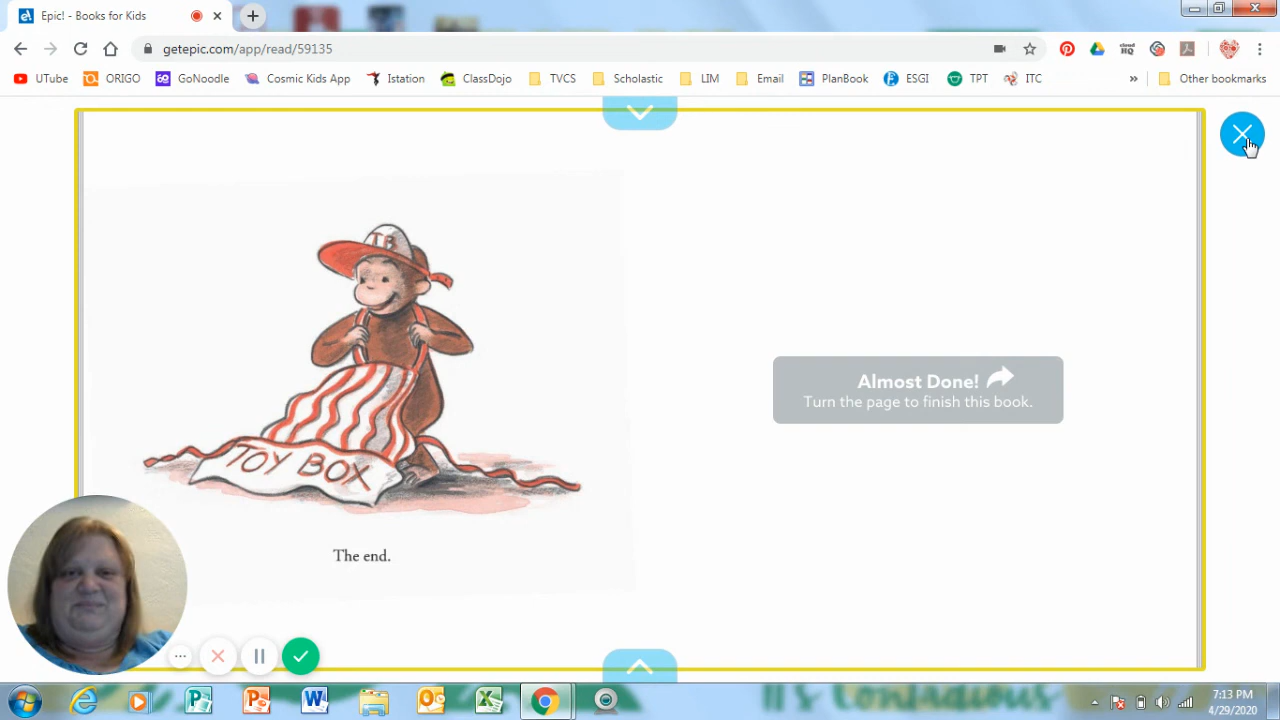 Epic! - Books for Kids
getepic.com/app/read/59135
UTube ORIGO GoNoodle Cosmic Kids App Istation ClassDojo TVCS Scholastic LIM Email PlanBook ESGI TPT ITC » Other bookmarks
TB
Almost Done!
Turn the page to finish this book.
TOY BOX
The end.
7:13 PM
4/29/2020